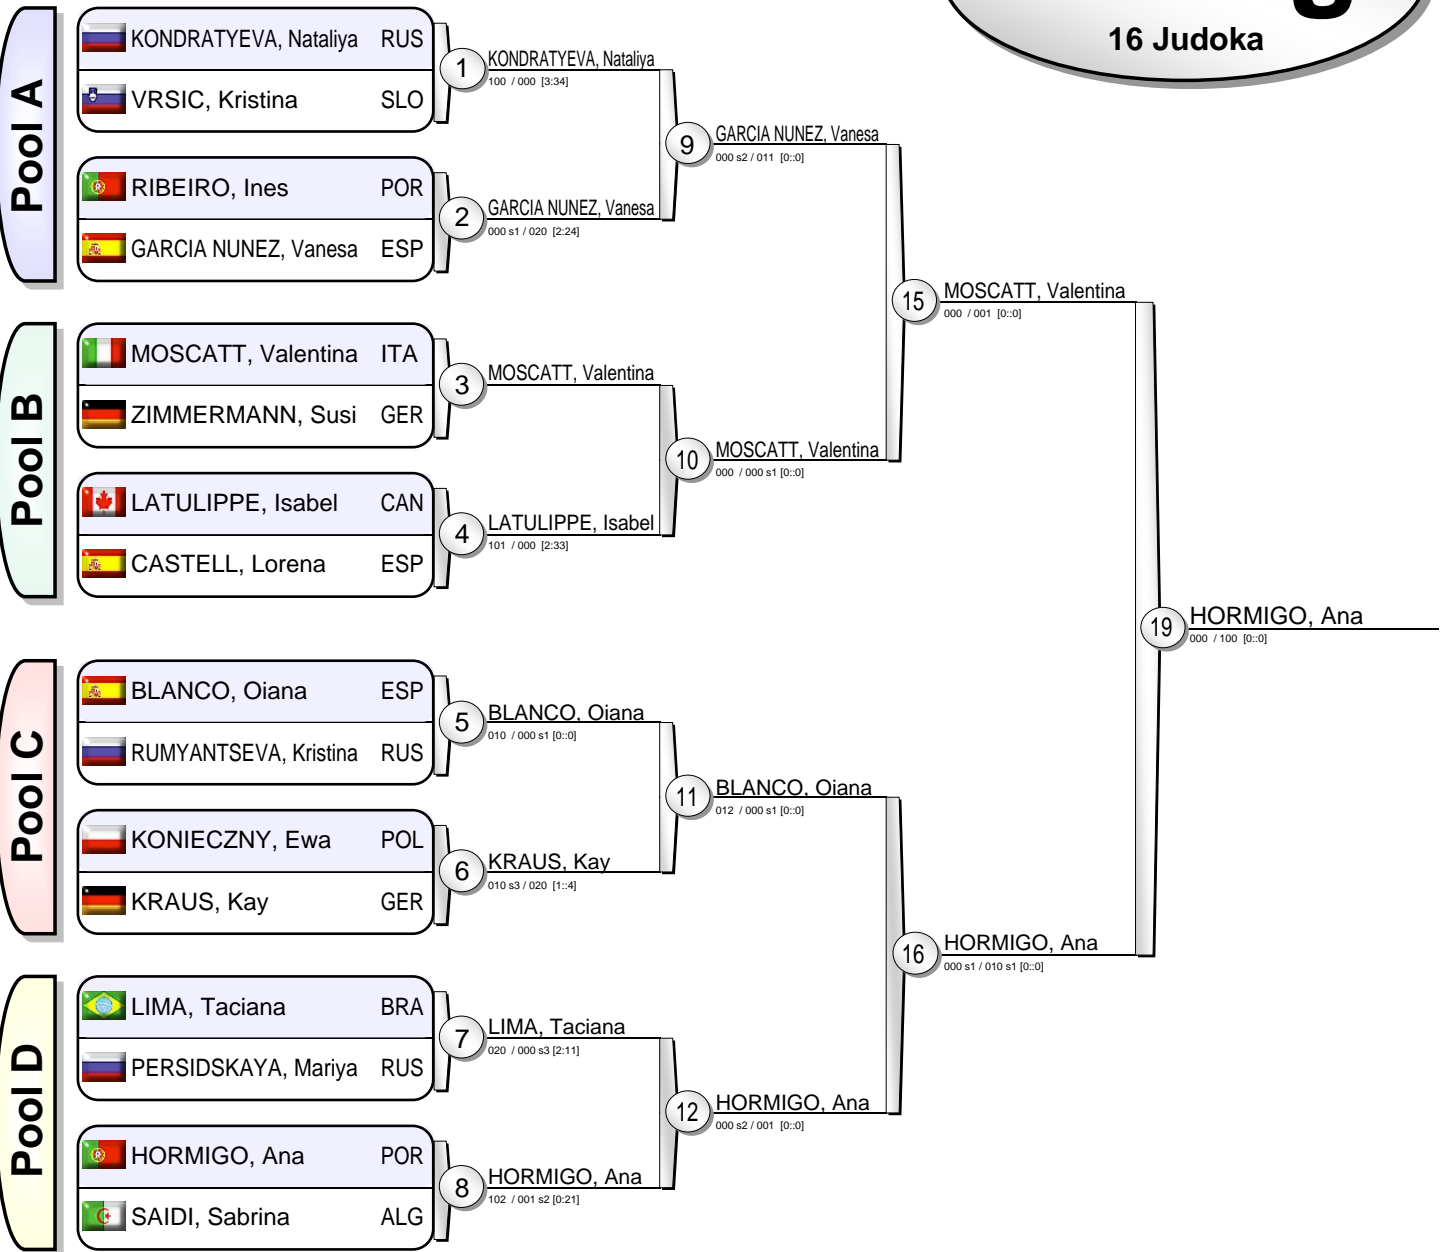 16 Judoka
Pool A
KONDRATYEVA, Nataliya RUS
VRSIC, Kristina SLO
1
KONDRATYEVA, Nataliya
100 / 000 [3:34]
RIBEIRO, Ines POR
GARCIA NUNEZ, Vanesa ESP
2
GARCIA NUNEZ, Vanesa
000 s1 / 020 [2:24]
9
GARCIA NUNEZ, Vanesa
000 s2 / 011 [0::0]
Pool B
MOSCATT, Valentina ITA
ZIMMERMANN, Susi GER
3
MOSCATT, Valentina
LATULIPPE, Isabel CAN
CASTELL, Lorena ESP
4
LATULIPPE, Isabel
101 / 000 [2:33]
10
MOSCATT, Valentina
000 / 000 s1 [0::0]
15
MOSCATT, Valentina
000 / 001 [0::0]
Pool C
BLANCO, Oiana ESP
RUMYANTSEVA, Kristina RUS
5
BLANCO, Oiana
010 / 000 s1 [0::0]
KONIECZNY, Ewa POL
KRAUS, Kay GER
6
KRAUS, Kay
010 s3 / 020 [1::4]
11
BLANCO, Oiana
012 / 000 s1 [0::0]
Pool D
LIMA, Taciana BRA
PERSIDSKAYA, Mariya RUS
7
LIMA, Taciana
020 / 000 s3 [2:11]
HORMIGO, Ana POR
SAIDI, Sabrina ALG
8
HORMIGO, Ana
102 / 001 s2 [0:21]
12
HORMIGO, Ana
000 s2 / 001 [0::0]
16
HORMIGO, Ana
000 s1 / 010 s1 [0::0]
19
HORMIGO, Ana
000 / 100 [0::0]